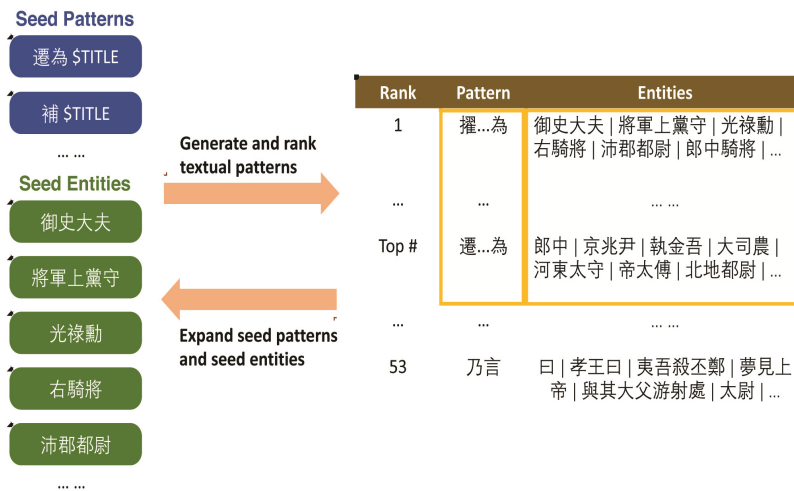 Seed Patterns
遷為 $TITLE
補 $TITLE
... ...
Seed Entities
御史大夫
將軍上黨守
光祿勳
右騎將
沛郡都尉
... ...
Generate and rank
textual patterns
Expand seed patterns
and seed entities
Rank Pattern Entities
1 擢...為 御史大夫 | 將軍上黨守 | 光祿勳 |
右騎將 | 沛郡都尉 | 郎中騎將 | ...
... ... ... ...
Top # 遷...為 郎中 | 京兆尹 | 執金吾 | 大司農 |
河東太守 | 帝太傅 | 北地都尉 | ...
... ... ... ...
53 乃言 曰 | 孝王曰 | 夷吾殺丕鄭 | 夢見上
帝 | 與其大父游射處 | 太尉 | ...